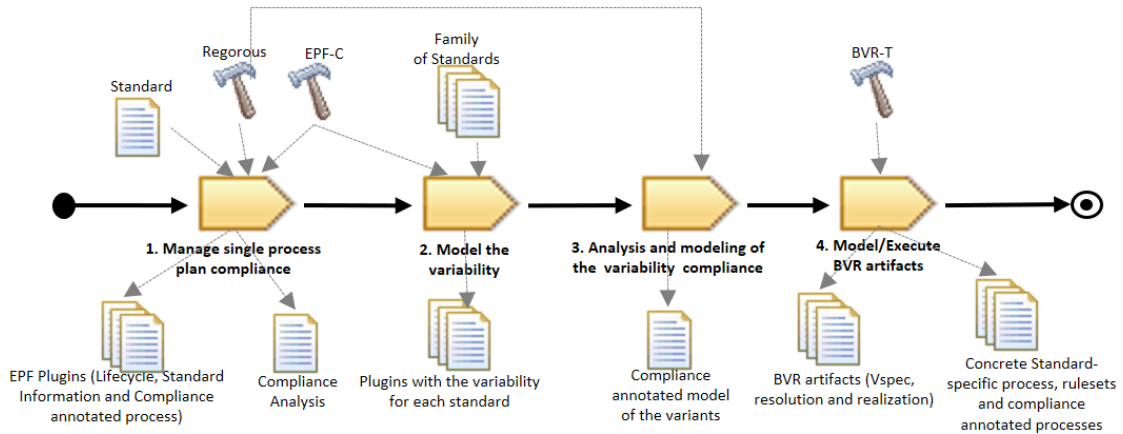 Regorous
EPF-C
Family
of Standards
BVR-T
Standard
1. Manage single process
plan compliance
2. Model the
variability
3. Analysis and modeling of
the variability compliance
4. Model/Execute
BVR artifacts
EPF Plugins (Lifecycle, Standard
Information and Compliance
annotated process)
Compliance
Analysis
Plugins with the variability
for each standard
Compliance
annotated model
of the variants
BVR artifacts (Vspec,
resolution and realization)
Concrete Standard-
specific process, rulesets
and compliance
annotated processes